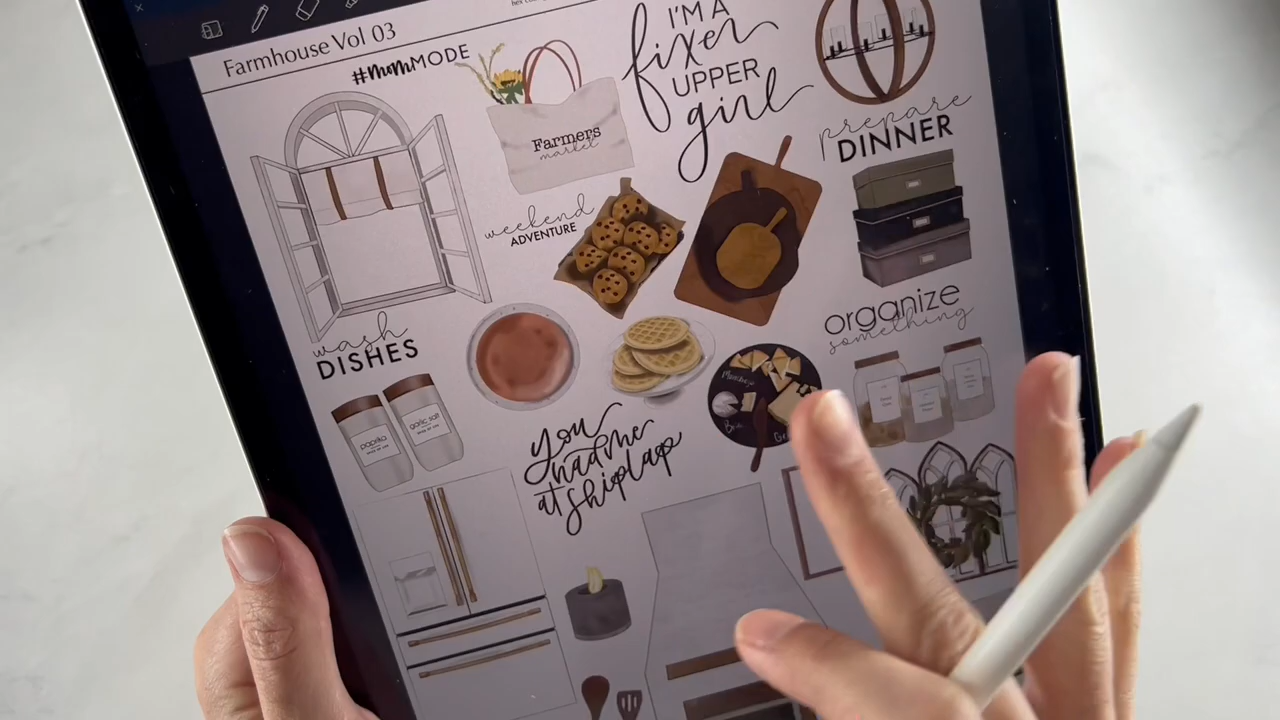 Farmhouse Vol 03
#momMODE
I'M A
fixer
UPPER
girl
Farmers
market
prepare
DINNER
weekend
ADVENTURE
organize
something
wash
DISHES
paprika
garlic salt
you
had me
at shiplap
Brie